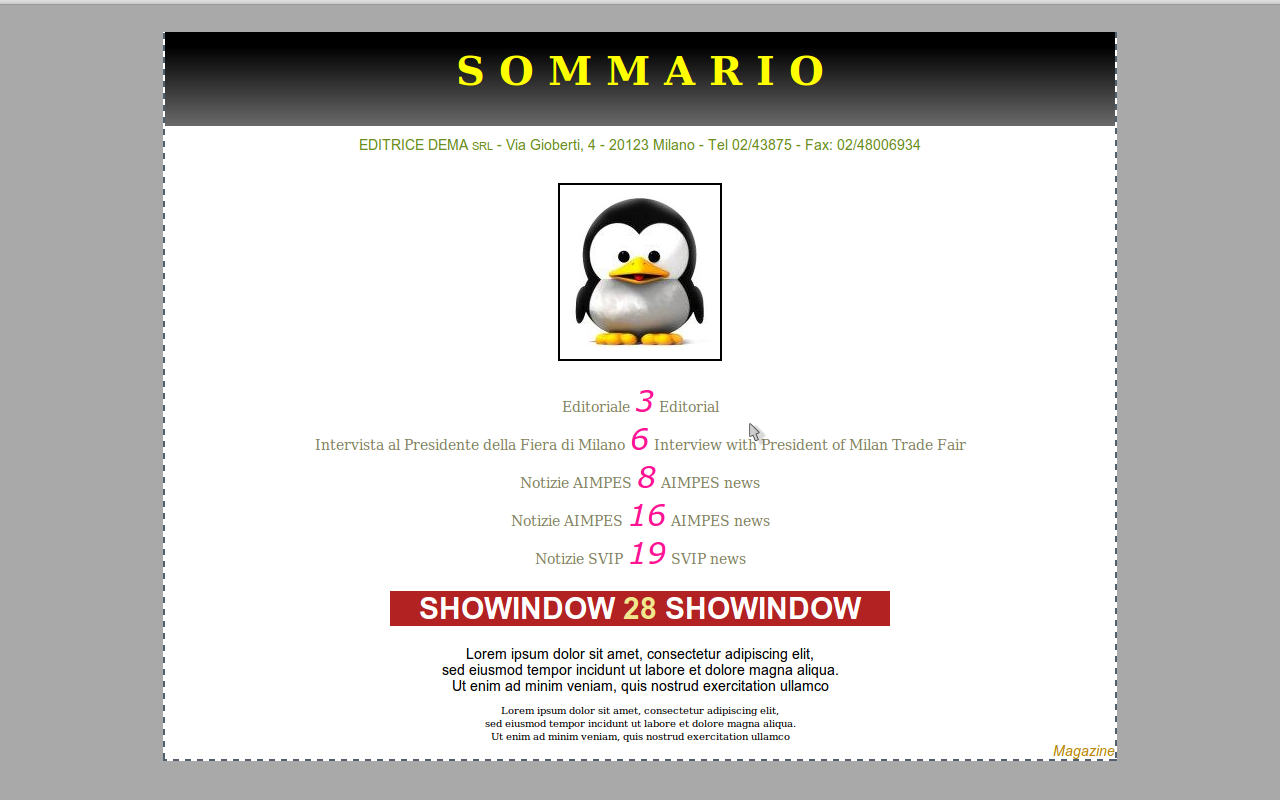 S O M M A R I O
EDITRICE DEMA SRL - Via Gioberti, 4 - 20123 Milano - Tel 02/43875 - Fax: 02/48006934
Editoriale 3 Editorial
Intervista al Presidente della Fiera di Milano 6 Interview with President of Milan Trade Fair
Notizie AIMPES 8 AIMPES news
Notizie AIMPES 16 AIMPES news
Notizie SVIP 19 SVIP news
SHOWINDOW 28 SHOWINDOW
Lorem ipsum dolor sit amet, consectetur adipiscing elit,
sed eiusmod tempor incidunt ut labore et dolore magna aliqua.
Ut enim ad minim veniam, quis nostrud exercitation ullamco
Lorem ipsum dolor sit amet, consectetur adipiscing elit,
sed eiusmod tempor incidunt ut labore et dolore magna aliqua.
Ut enim ad minim veniam, quis nostrud exercitation ullamco
Magazine